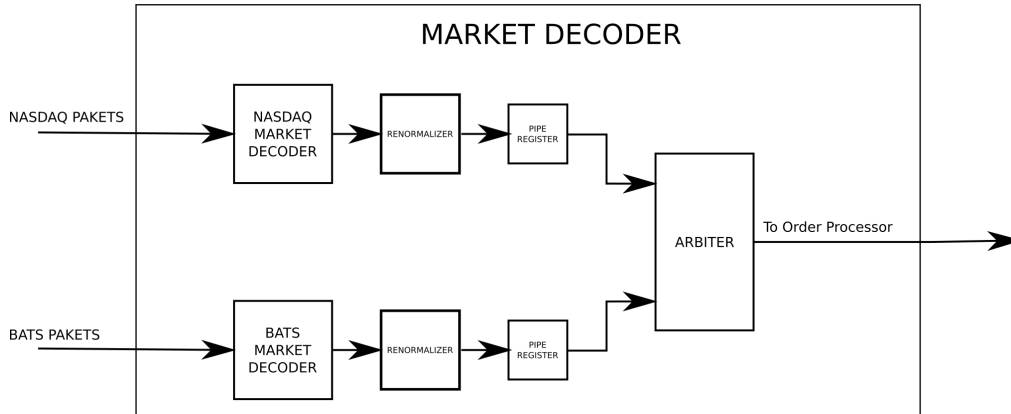 MARKET DECODER
NASDAQ PAKETS
NASDAQ
MARKET
DECODER
RENORMALIZER
PIPE
REGISTER
ARBITER
To Order Processor
BATS PAKETS
BATS
MARKET
DECODER
RENORMALIZER
PIPE
REGISTER